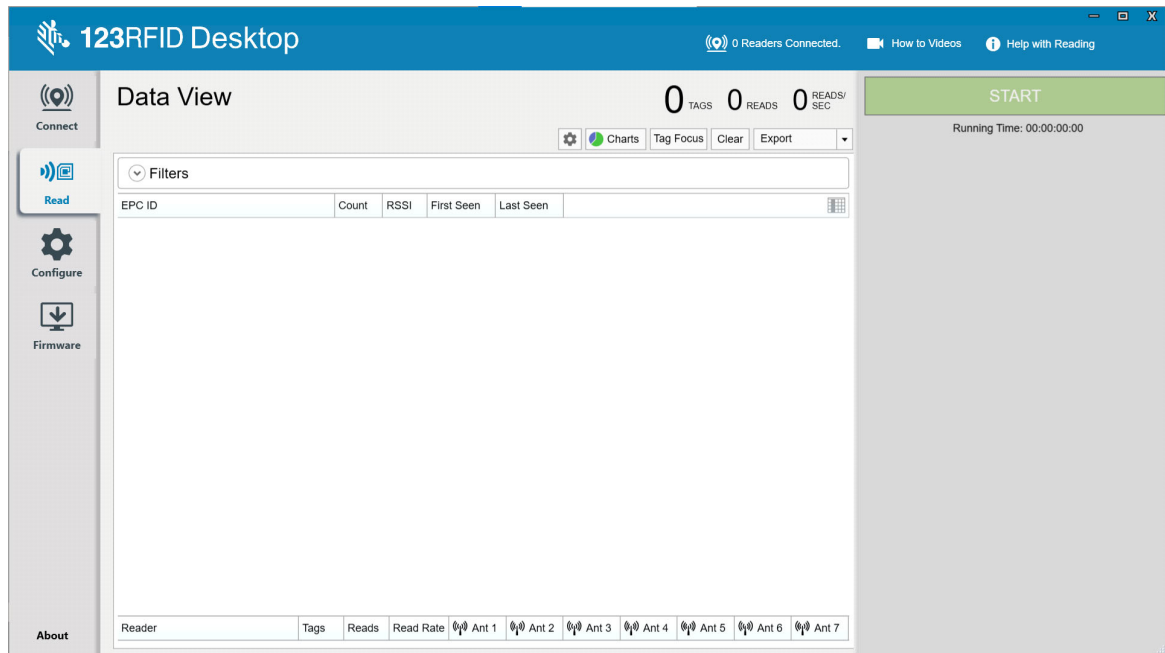 123RFID Desktop
0 Readers Connected.
How to Videos
Help with Reading
Connect
Read
Configure
Firmware
About
Data View
0 TAGS 0 READS 0 READS/
SEC
Charts Tag Focus Clear Export
Filters
EPC ID Count RSSI First Seen Last Seen
Reader Tags Reads Read Rate Ant 1 Ant 2 Ant 3 Ant 4 Ant 5 Ant 6 Ant 7
START
Running Time: 00:00:00:00